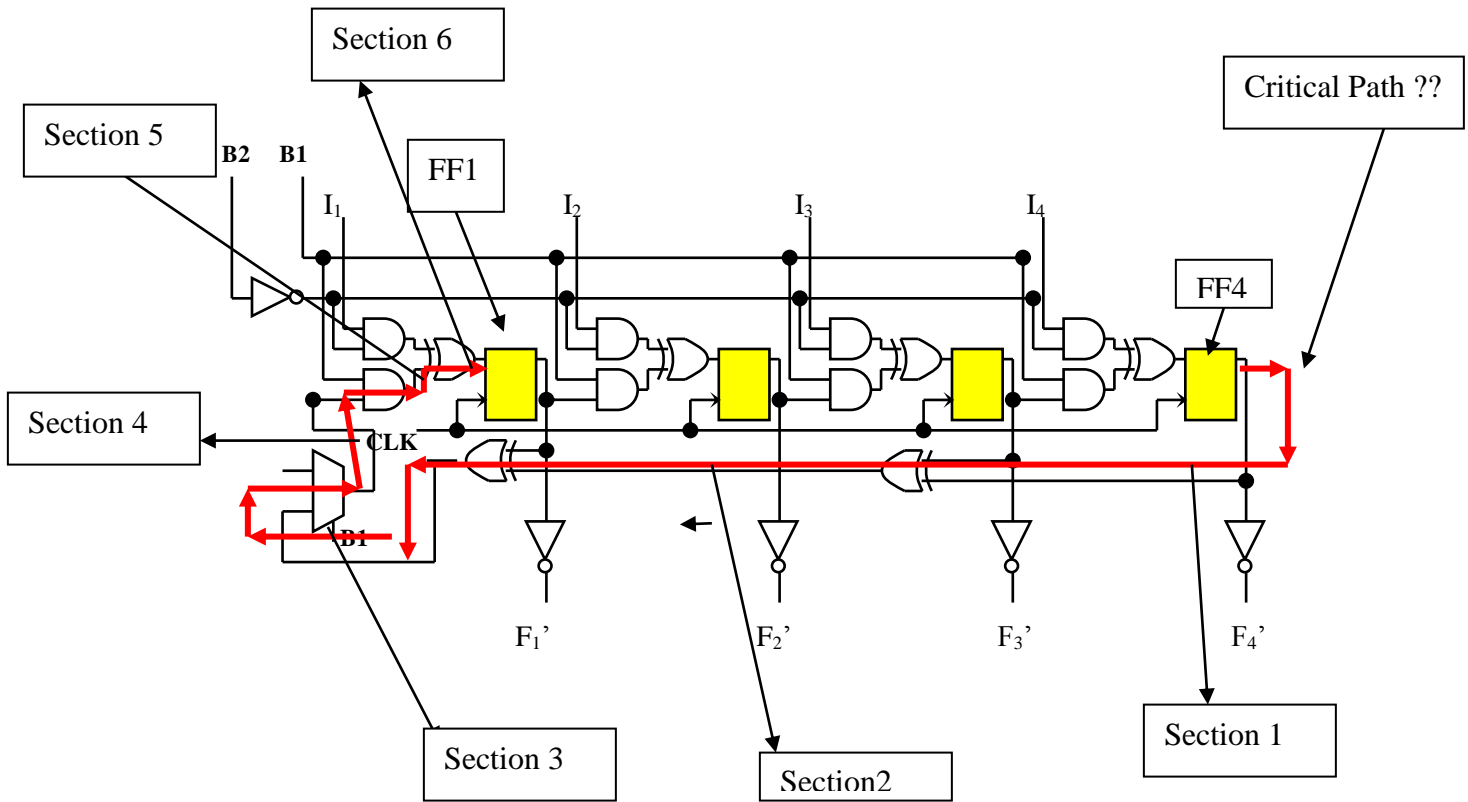 Section 6
Critical Path ??
Section 5
B2
B1
FF1
I₁
I₂
I₃
I₄
FF4
Section 4
CLK
B1
F₁’
F₂’
F₃’
F₄’
Section 3
Section2
Section 1